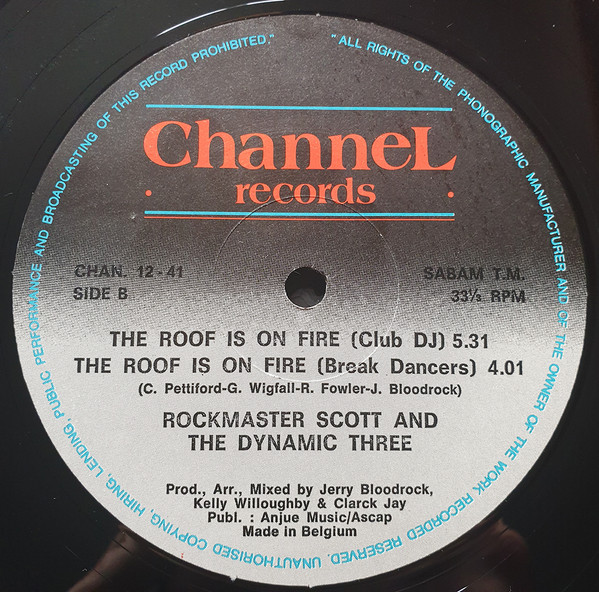 "ALL RIGHTS OF THE PHONOGRAPHIC MANUFACTURER AND OF THE OWNER OF THE WORK RECORDED RESERVED. UNAUTHORISED COPYING, HIRING, LENDING, PUBLIC PERFORMANCE AND BROADCASTING OF THIS RECORD PROHIBITED."
ChanneL
· records ·
CHAN. 12-41 SABAM T.M.
SIDE B 33⅓ RPM
THE ROOF IS ON FIRE (Club DJ) 5.31
THE ROOF IS ON FIRE (Break Dancers) 4.01
(C. Pettiford-G. Wigfall-R. Fowler-J. Bloodrock)
ROCKMASTER SCOTT AND
THE DYNAMIC THREE
Prod., Arr., Mixed by Jerry Bloodrock,
Kelly Willoughby & Clarck Jay
Publ. : Anjue Music/Ascap
Made in Belgium